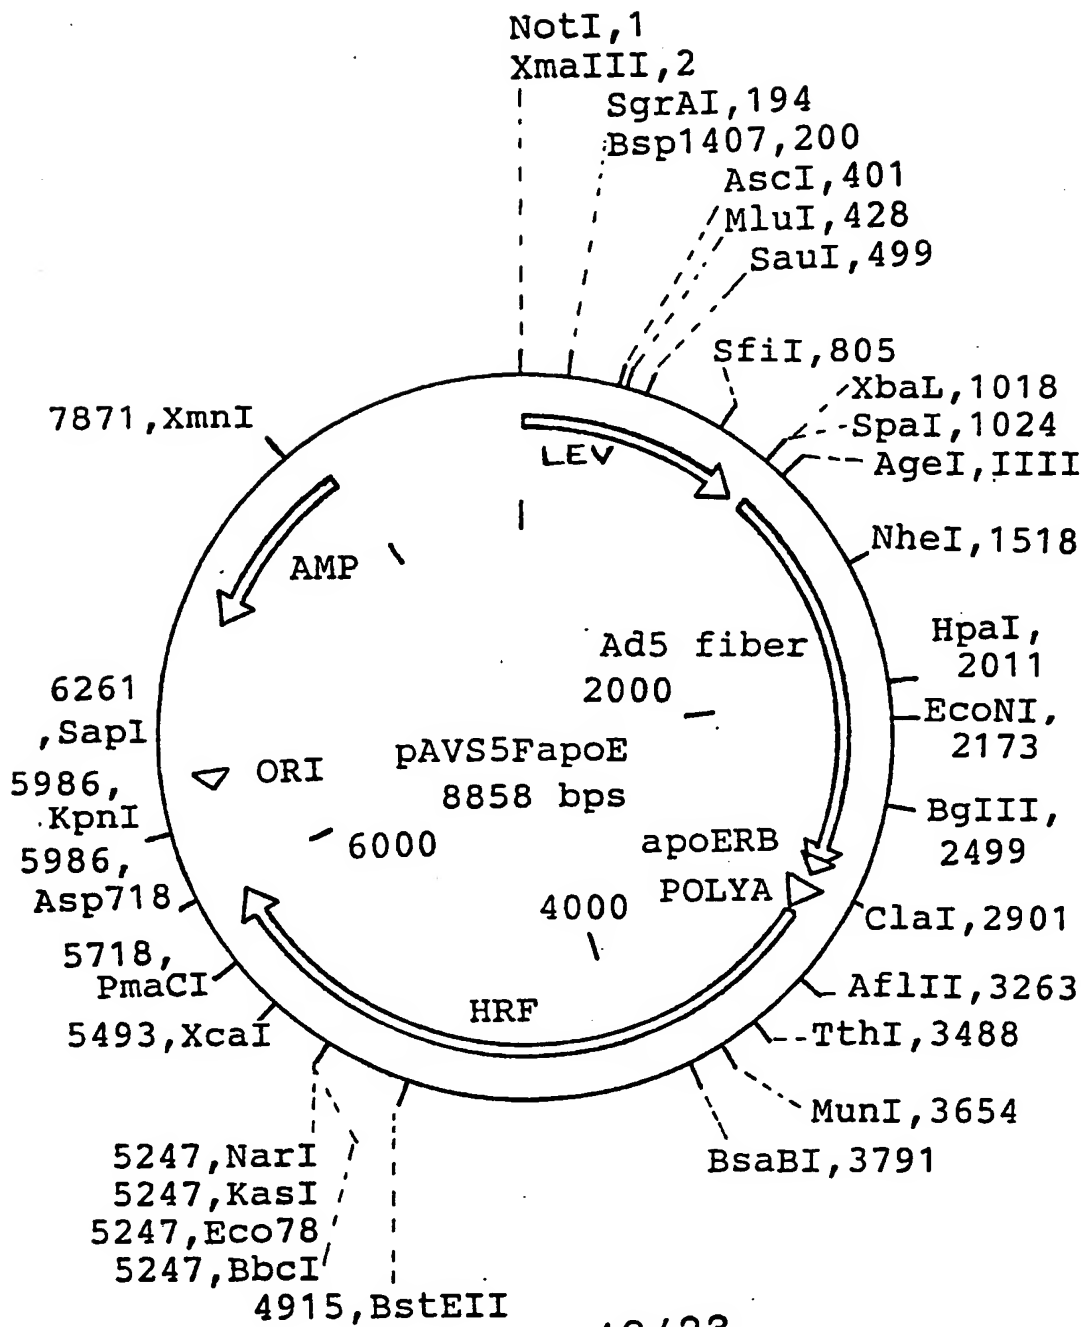 NotI,1
XmaIII,2
SgrAI,194
Bsp1407,200
AscI,401
MluI,428
SauI,499
SfiI,805
XbaL,1018
SpaI,1024
AgeI,IIII
NheI,1518
HpaI,
2011
EcoNI,
2173
BgIII,
2499
ClaI,2901
AflII,3263
TthI,3488
MunI,3654
BsaBI,3791
7871,XmnI
LEV
AMP
Ad5 fiber
2000
pAVS5FapoE
8858 bps
6261
,SapI
ORI
5986,
KpnI
5986,
Asp718
5718,
PmaCI
5493,XcaI
6000
apoERB
POLYA
4000
HRF
5247,NarI
5247,KasI
5247,Eco78
5247,BbcI
4915,BstEII